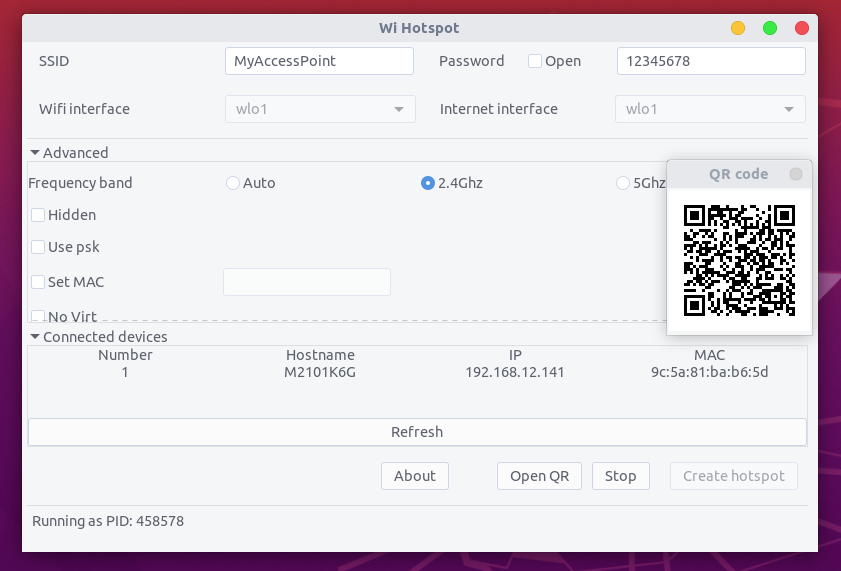 Wi Hotspot
SSID MyAccessPoint Password Open 12345678
Wifi interface wlo1 Internet interface wlo1
Advanced
Frequency band Auto 2.4Ghz 5Ghz
QR code
Hidden
Use psk
Set MAC
No Virt
Connected devices
Number Hostname IP MAC
1 M2101K6G 192.168.12.141 9c:5a:81:ba:b6:5d
Refresh
About Open QR Stop Create hotspot
Running as PID: 458578